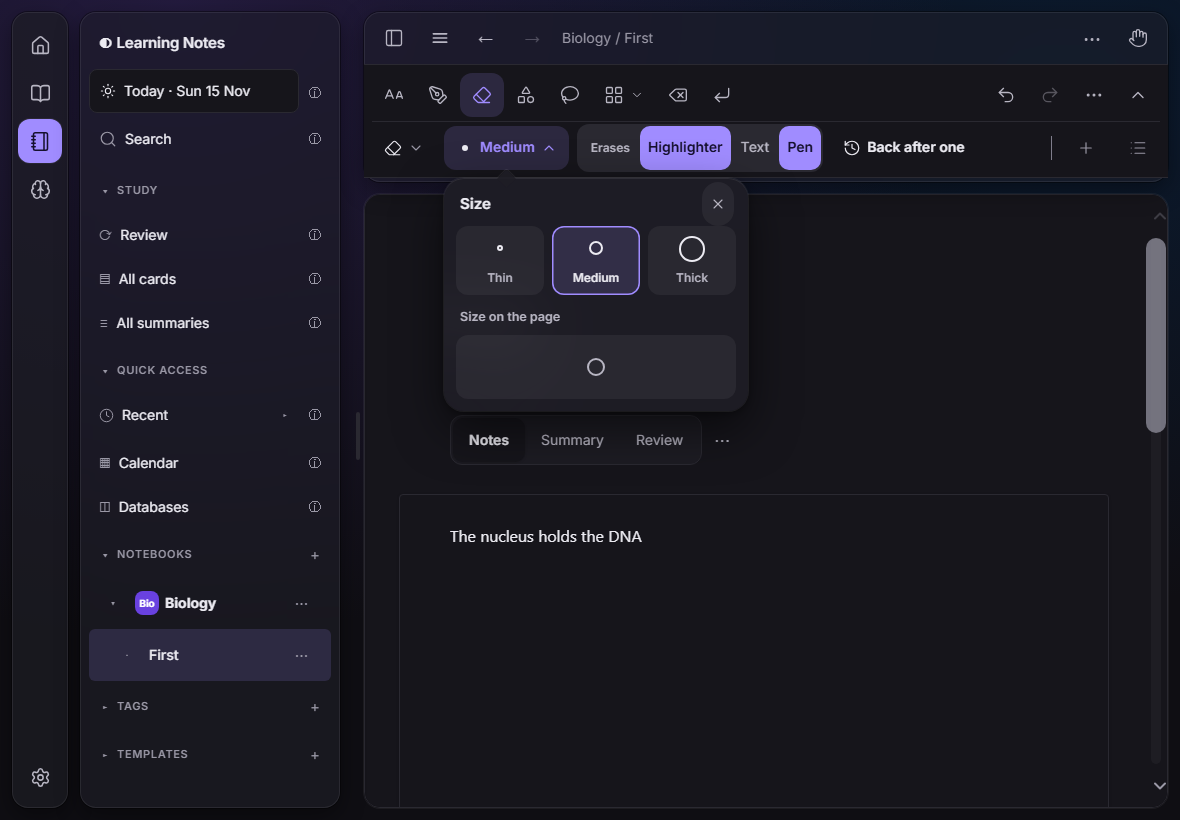 Learning Notes
Today · Sun 15 Nov
Search
STUDY
Review
All cards
All summaries
QUICK ACCESS
Recent
Calendar
Databases
NOTEBOOKS
Bio Biology
First
TAGS
TEMPLATES
Biology / First
AA
Medium
Erases Highlighter Text Pen
Back after one
Size
Thin Medium Thick
Size on the page
Notes Summary Review
The nucleus holds the DNA